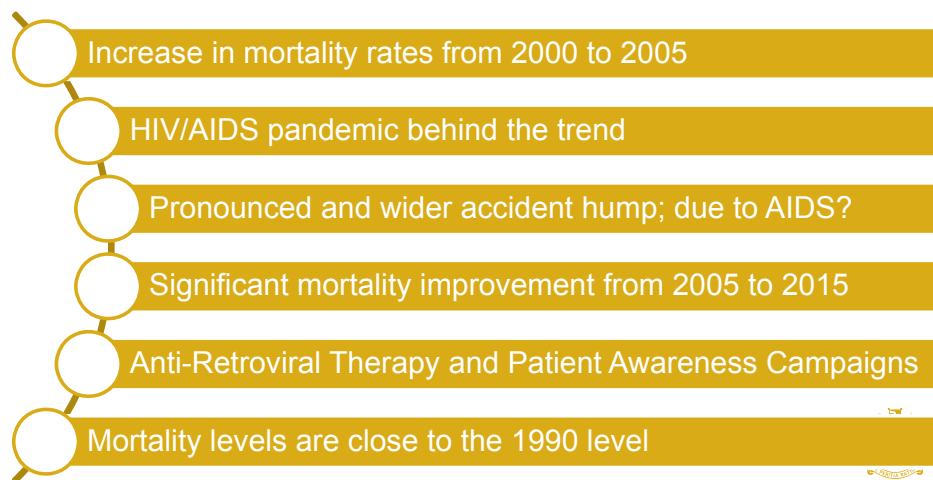 Increase in mortality rates from 2000 to 2005
HIV/AIDS pandemic behind the trend
Pronounced and wider accident hump; due to AIDS?
Significant mortality improvement from 2005 to 2015
Anti-Retroviral Therapy and Patient Awareness Campaigns
Mortality levels are close to the 1990 level